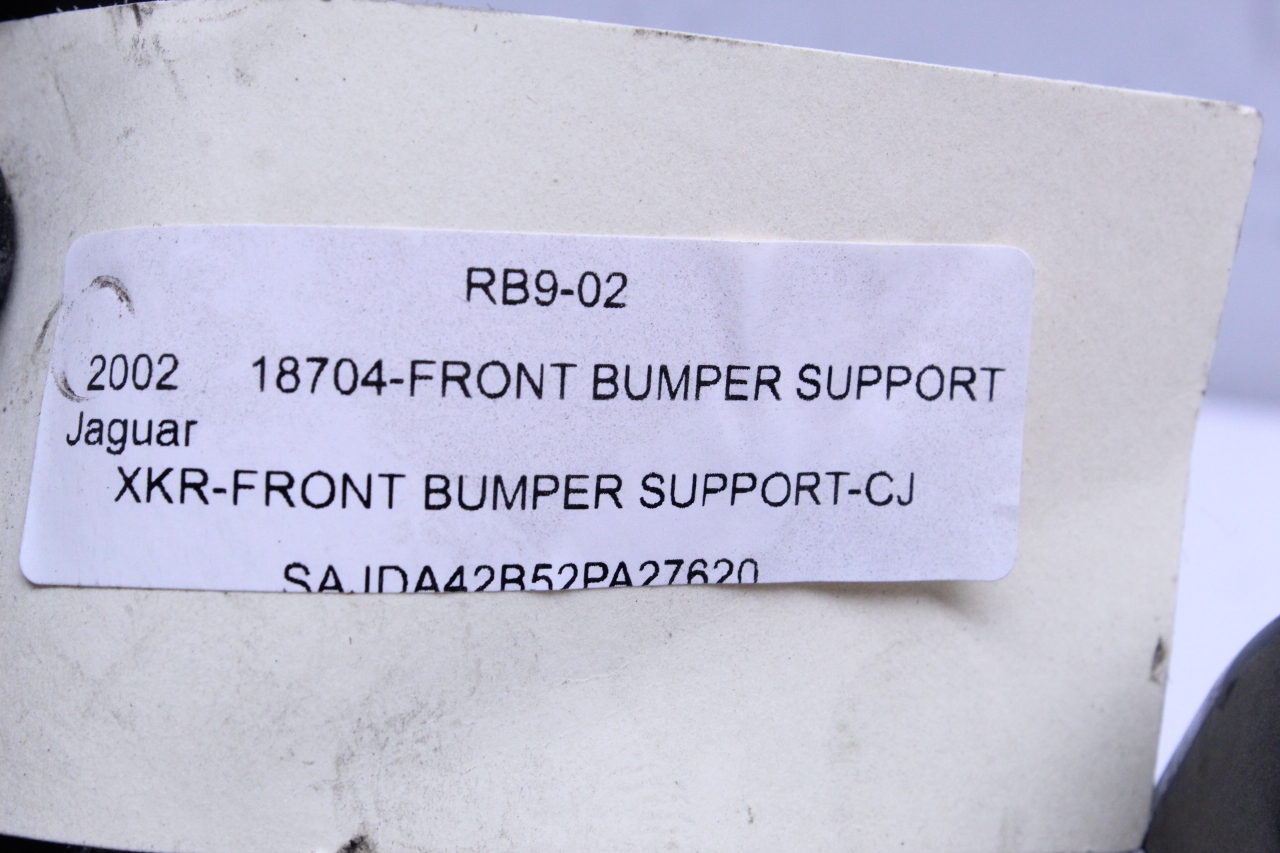 RB9-02
2002 18704-FRONT BUMPER SUPPORT
Jaguar
XKR-FRONT BUMPER SUPPORT-CJ
SAJDA42B52PA27620